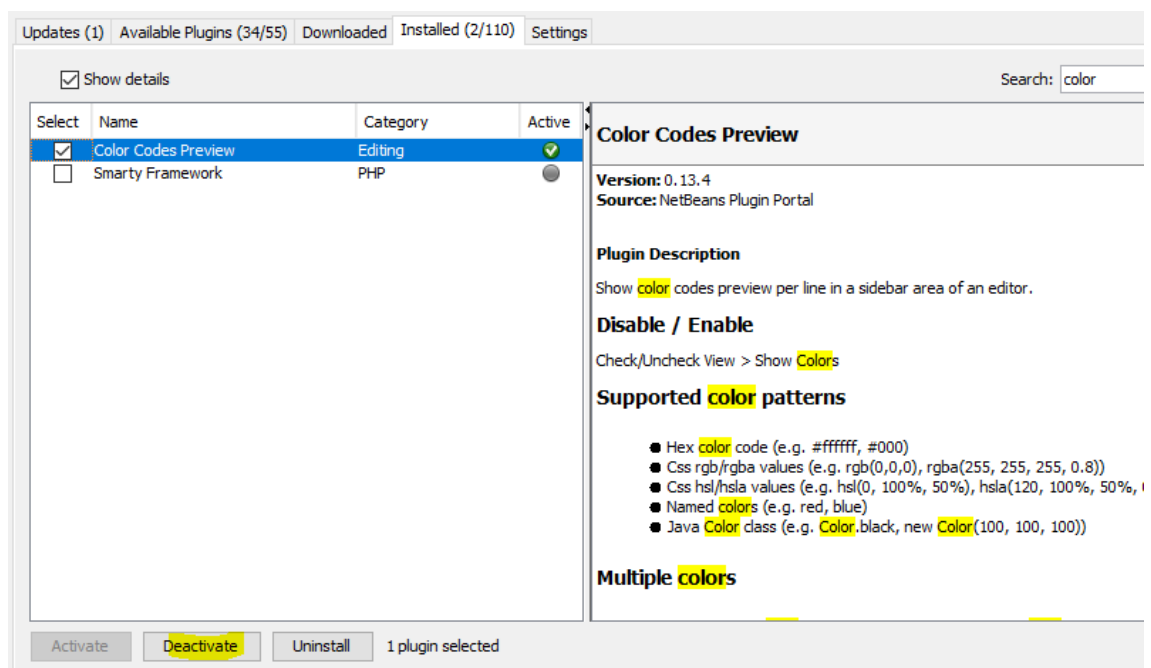 Updates (1) Available Plugins (34/55) Downloaded Installed (2/110) Settings
Show details Search: color
Select Name Category Active
Color Codes Preview Editing
Smarty Framework PHP
Color Codes Preview
Version: 0.13.4
Source: NetBeans Plugin Portal
Plugin Description
Show color codes preview per line in a sidebar area of an editor.
Disable / Enable
Check/Uncheck View > Show Colors
Supported color patterns
Hex color code (e.g. #ffffff, #000)
Css rgb/rgba values (e.g. rgb(0,0,0), rgba(255, 255, 255, 0.8))
Css hsl/hsla values (e.g. hsl(0, 100%, 50%), hsla(120, 100%, 50%,
Named colors (e.g. red, blue)
Java Color class (e.g. Color.black, new Color(100, 100, 100))
Multiple colors
Activate Deactivate Uninstall 1 plugin selected